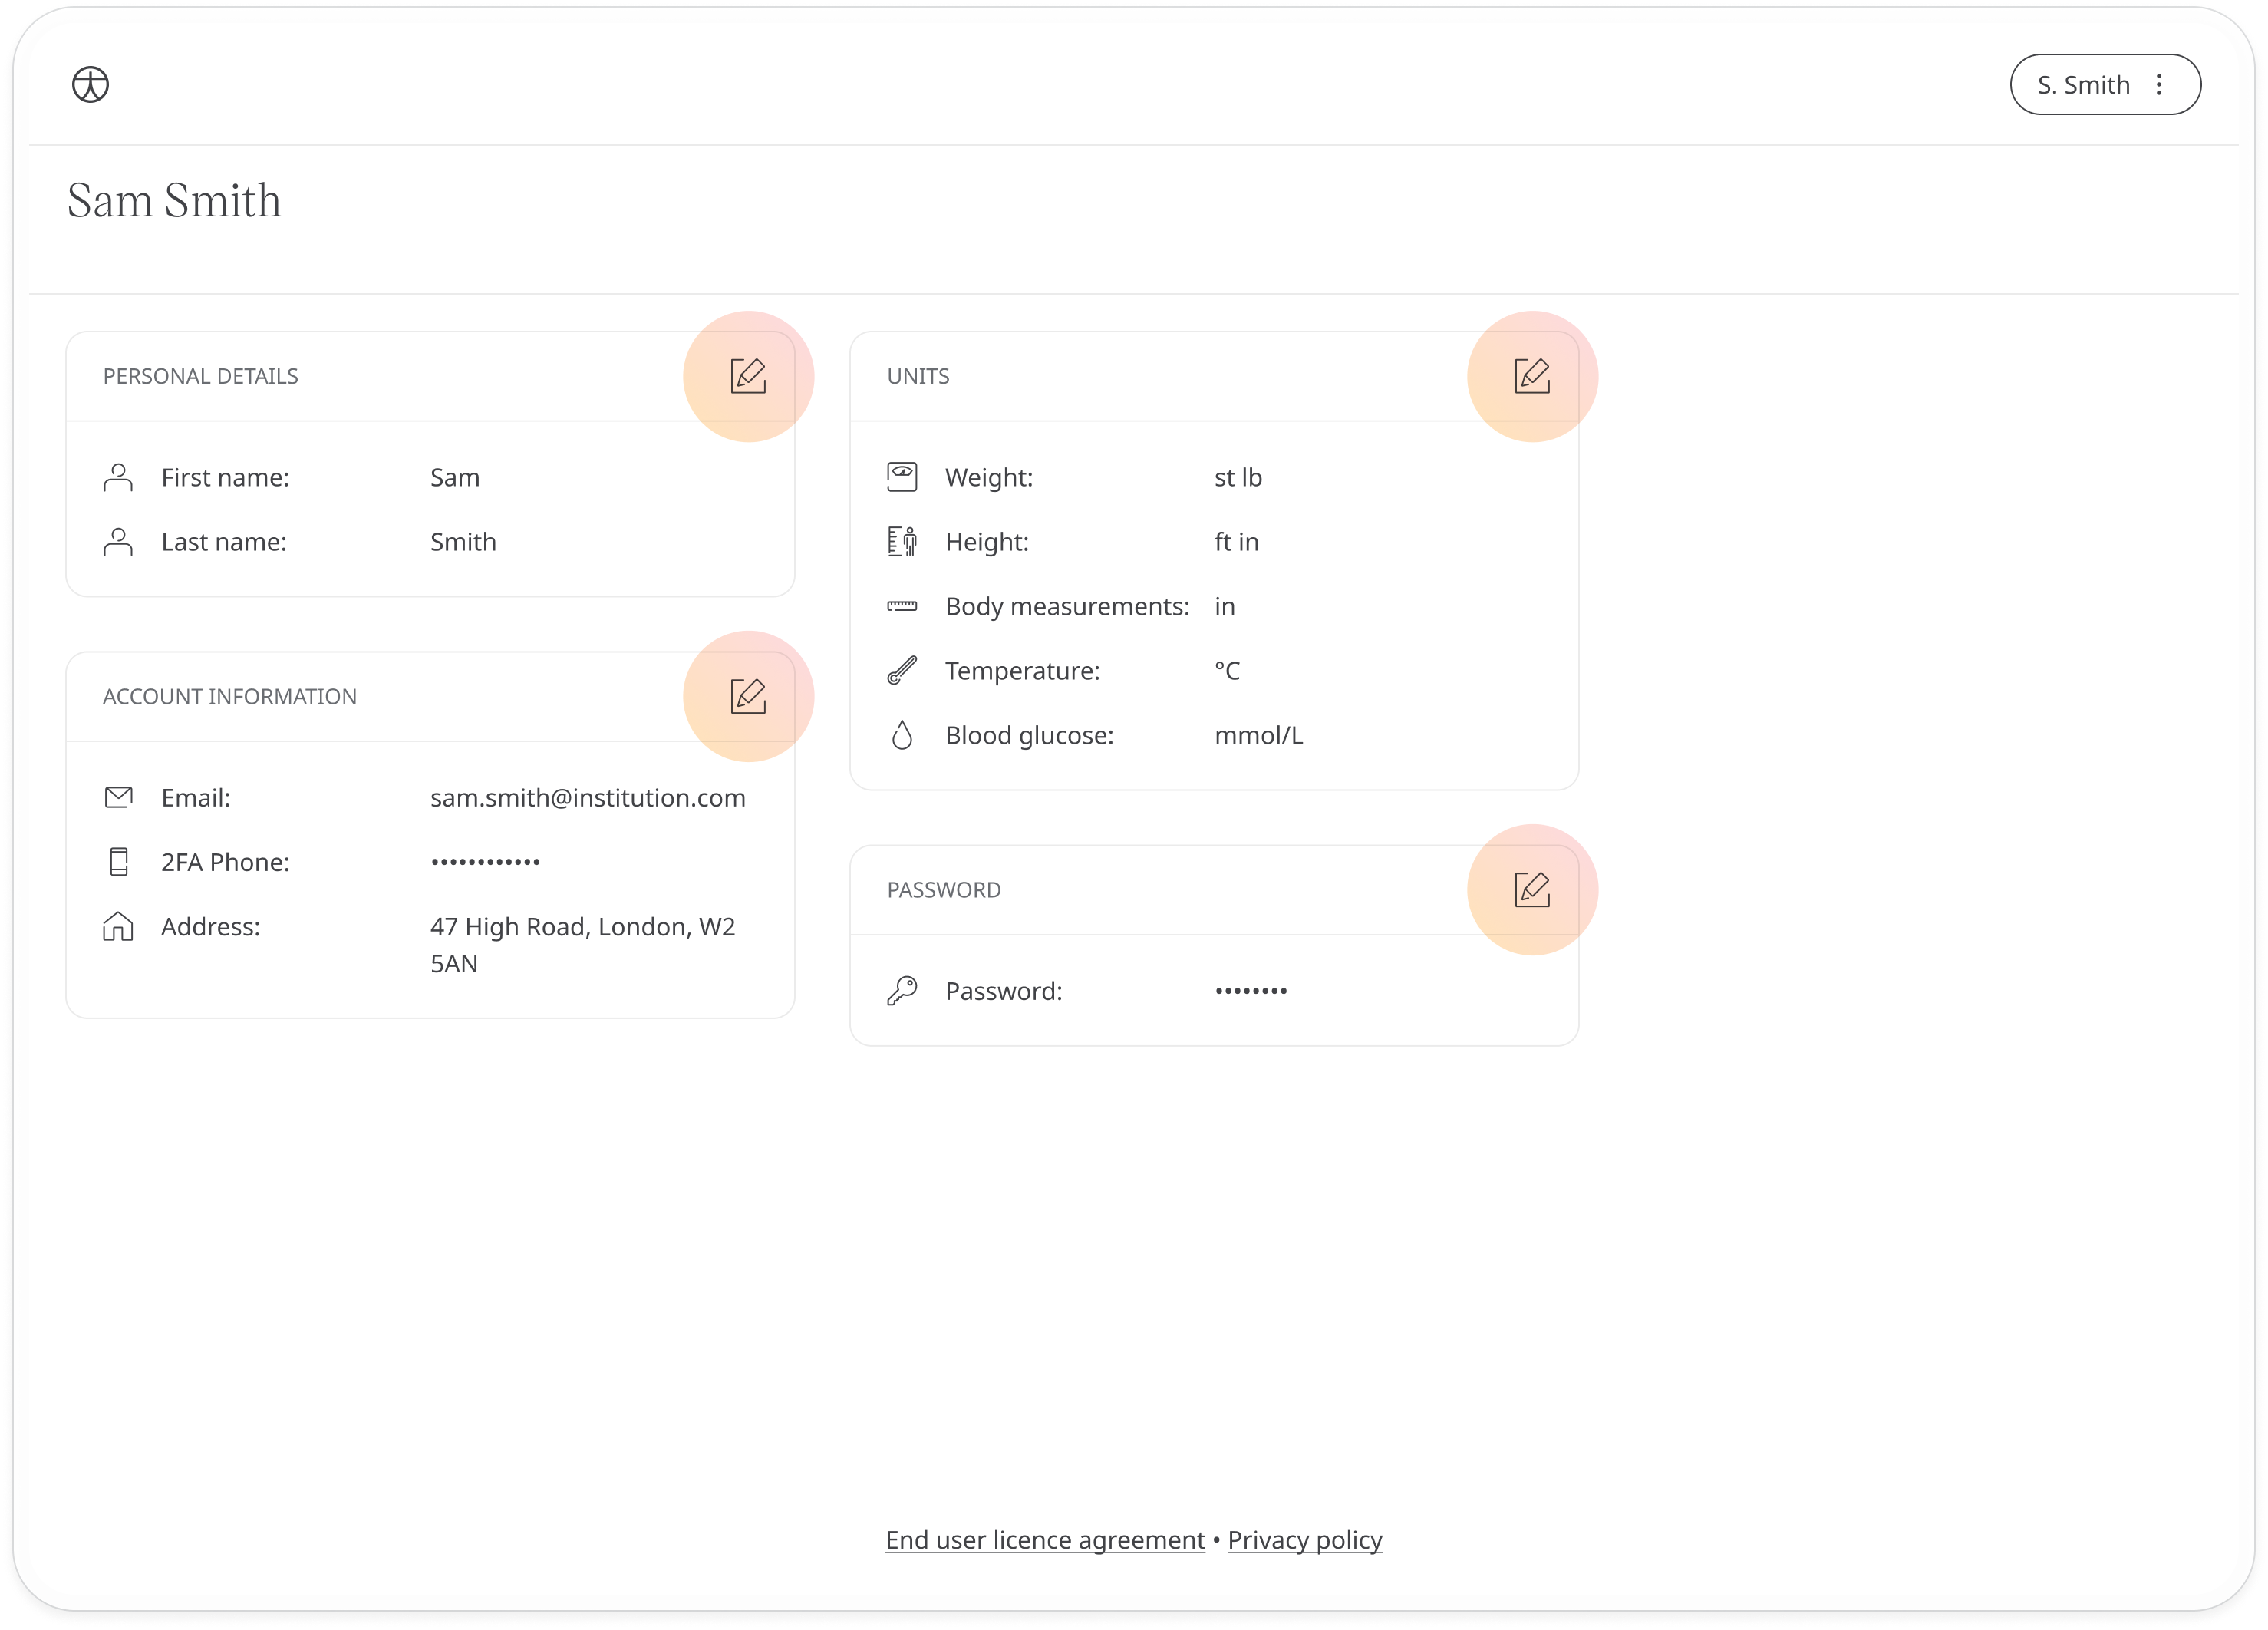 S. Smith
Sam Smith
PERSONAL DETAILS
First name: Sam
Last name: Smith
ACCOUNT INFORMATION
Email: sam.smith@institution.com
2FA Phone: ••••••••••••
Address: 47 High Road, London, W2
5AN
UNITS
Weight: st lb
Height: ft in
Body measurements: in
Temperature: °C
Blood glucose: mmol/L
PASSWORD
Password: ••••••••
End user licence agreement • Privacy policy